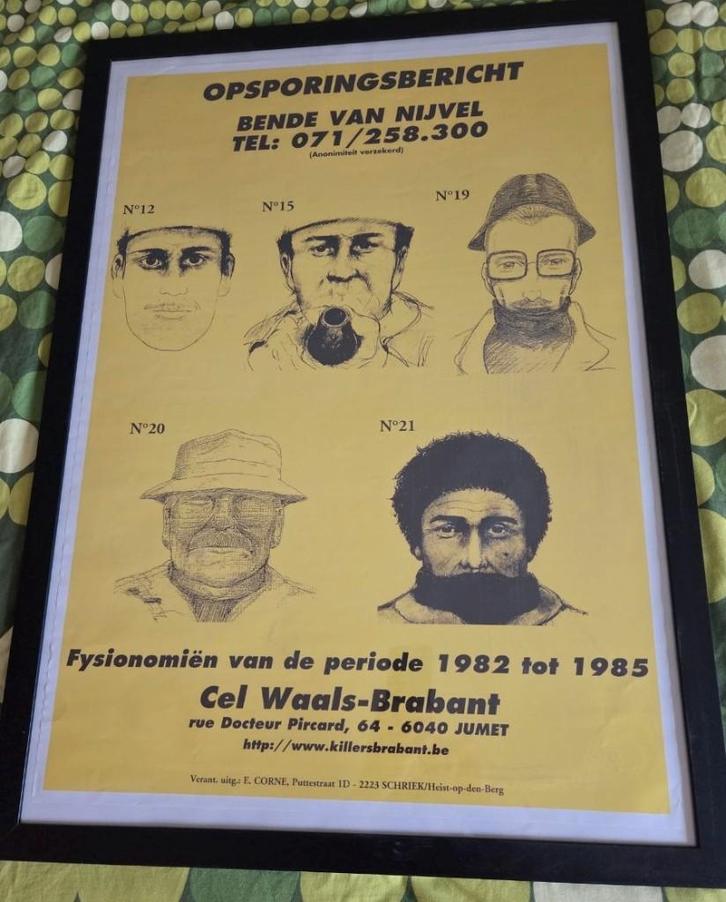 OPSPORINGSBERICHT
BENDE VAN NIJVEL
TEL: 071/258.300
(Anonimiteit verzekerd)
N°12 N°15 N°19
N°20 N°21
Fysionomiën van de periode 1982 tot 1985
Cel Waals-Brabant
rue Docteur Pircard, 64 - 6040 JUMET
http://www.killersbrabant.be
Verant. uitg.: E. CORNE, Puttestraat 1D - 2223 SCHRIEK/Heist-op-den-Berg